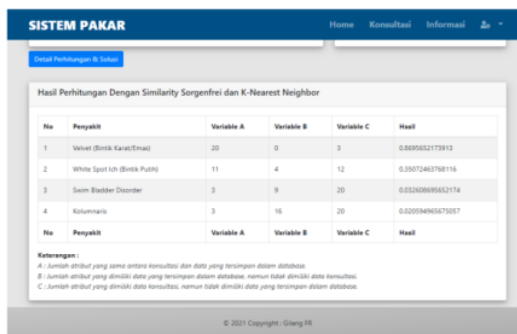 SISTEM PAKAR
Home Konsultasi Informasi
Detail Perhitungan & Solusi
Hasil Perhitungan Dengan Similarity Sorgenfrei dan K-Nearest Neighbor
No Penyakit Variable A Variable B Variable C Hasil
1 Velvet (Bintik Karat/Emas) 20 0 3 0.8695652173913
2 White Spot Ich (Bintik Putih) 11 4 12 0.35072463768116
3 Swim Bladder Disorder 3 9 20 0.032608695652174
4 Kolumnaris 3 16 20 0.020594965675057
No Penyakit Variable A Variable B Variable C Hasil
Keterangan :
A : Jumlah atribut yang sama antara konsultasi dan data yang tersimpan dalam database.
B : Jumlah atribut yang dimiliki data yang tersimpan dalam database, namun tidak dimiliki data konsultasi.
C : Jumlah atribut yang dimiliki data konsultasi, namun tidak dimiliki data yang tersimpan dalam database.
© 2021 Copyright : Gilang FR